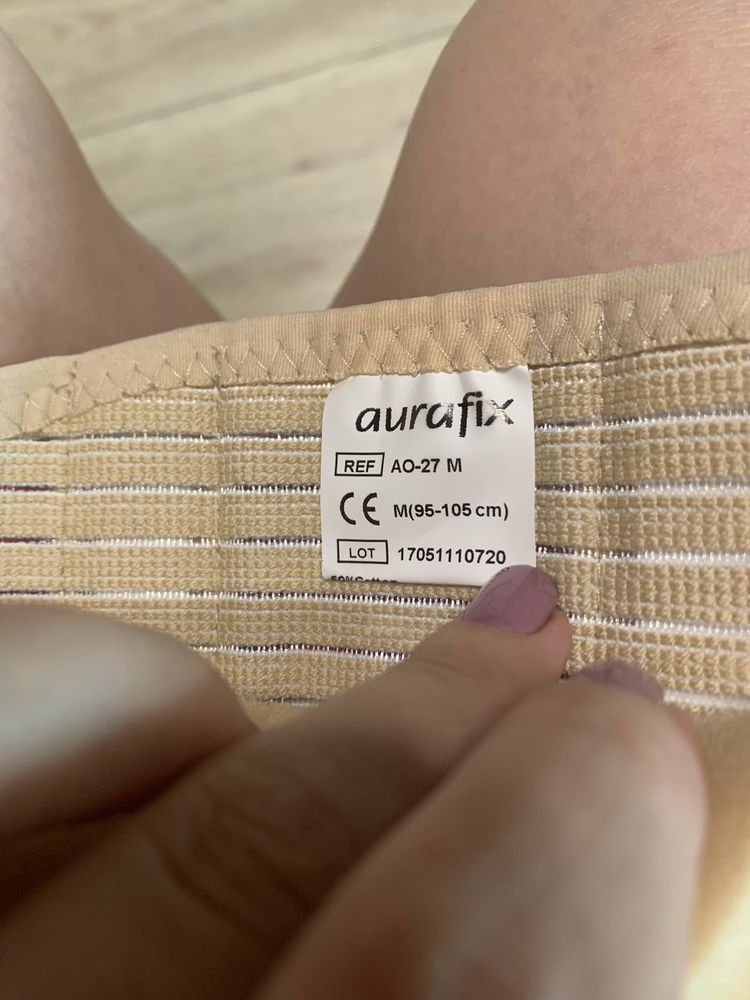 aurafix
REF AO-27 M
CE M(95-105 cm)
LOT 17051110720